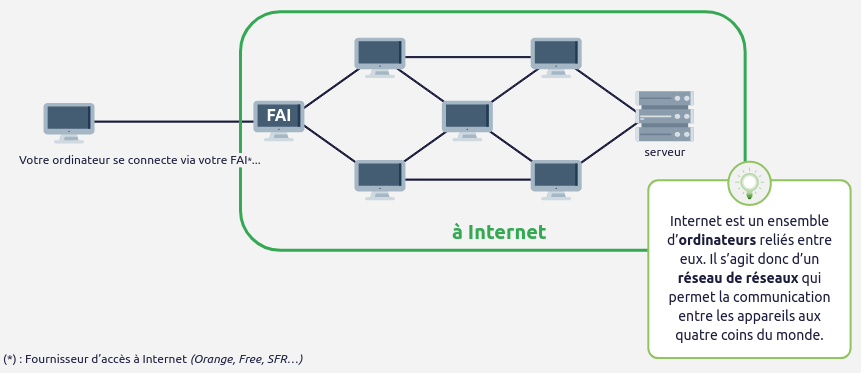 FAI
Votre ordinateur se connecte via votre FAI*...
serveur
à Internet
Internet est un ensemble
d’ordinateurs reliés entre
eux. Il s’agit donc d’un
réseau de réseaux qui
permet la communication
entre les appareils aux
quatre coins du monde.
(*) : Fournisseur d’accès à Internet (Orange, Free, SFR…)